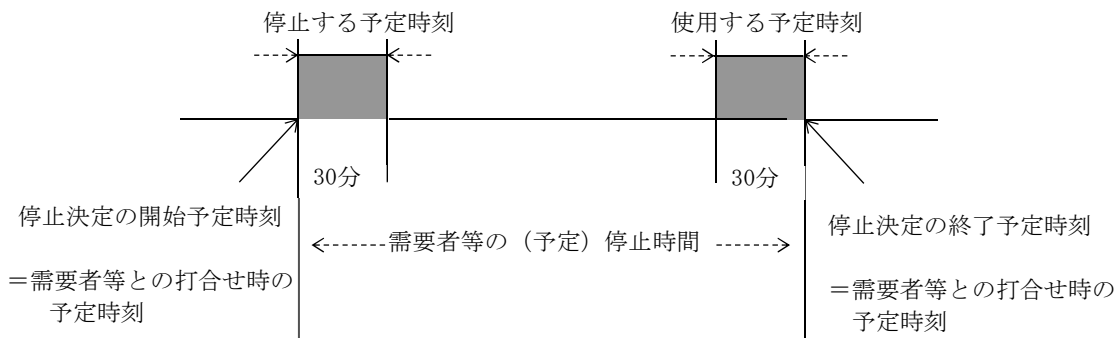 停止する予定時刻
使用する予定時刻
30分
30分
停止決定の開始予定時刻
＝需要者等との打合せ時の
予定時刻
需要者等の（予定）停止時間
停止決定の終了予定時刻
＝需要者等との打合せ時の
予定時刻